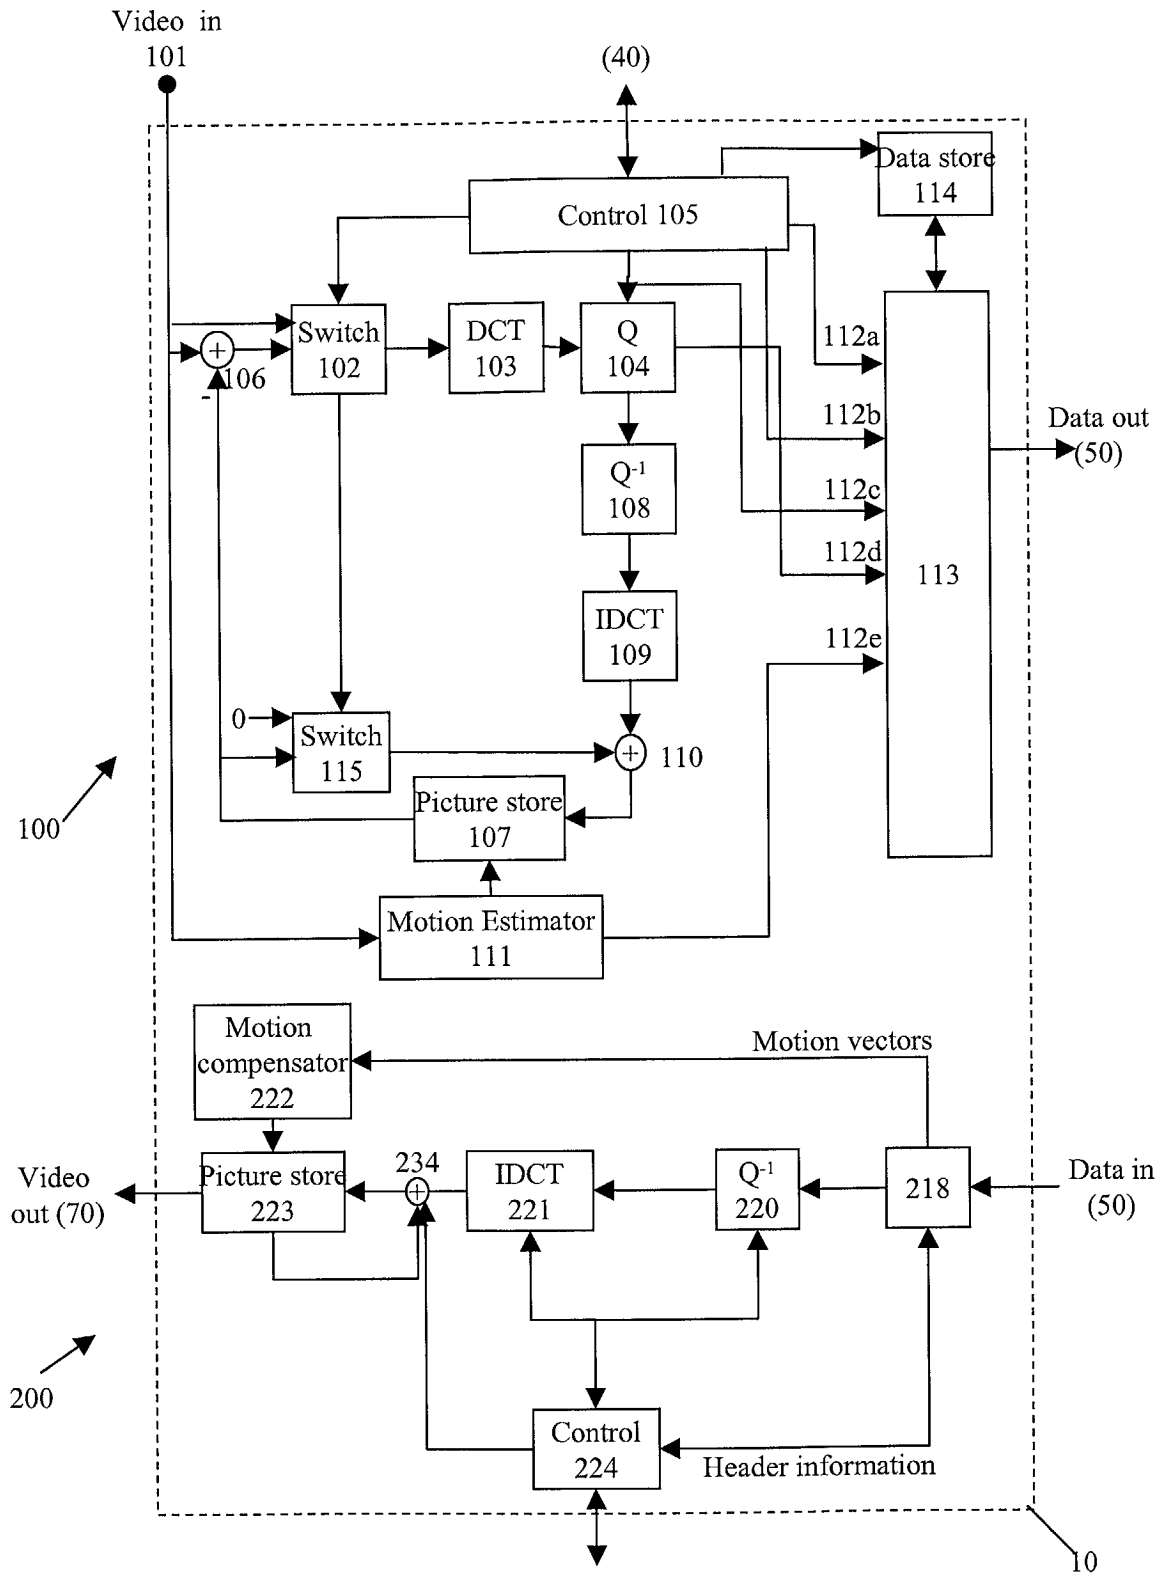 Video in
101
(40)
Data store
114
Control 105
Switch
102
DCT
103
Q
104
112a
+
106
-
112b
Data out
(50)
Q-1
108
112c
112d
113
IDCT
109
112e
0
Switch
115
+
110
Picture store
107
100
Motion Estimator
111
Motion
compensator
222
Motion vectors
Video
out (70)
Picture store
223
234
+
IDCT
221
Q-1
220
218
Data in
(50)
200
Control
224
Header information
10